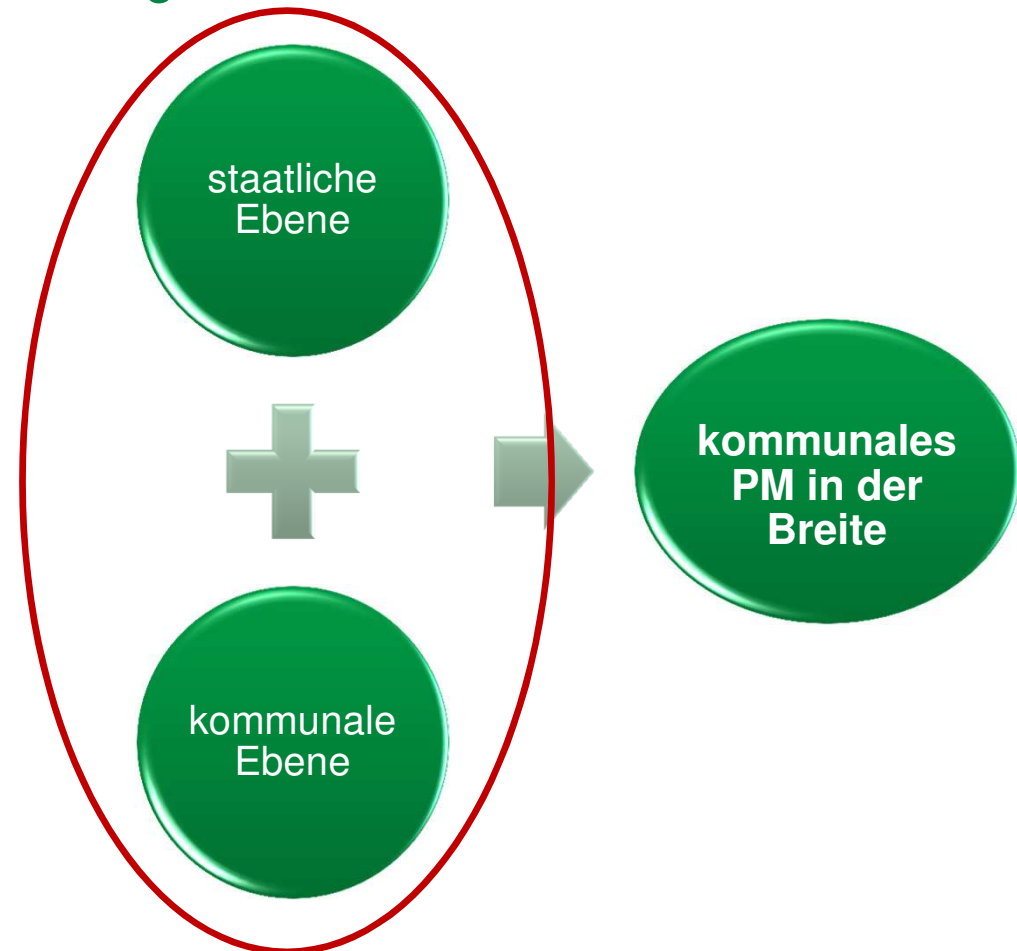 staatliche
Ebene
kommunales
PM in der
Breite
kommunale
Ebene